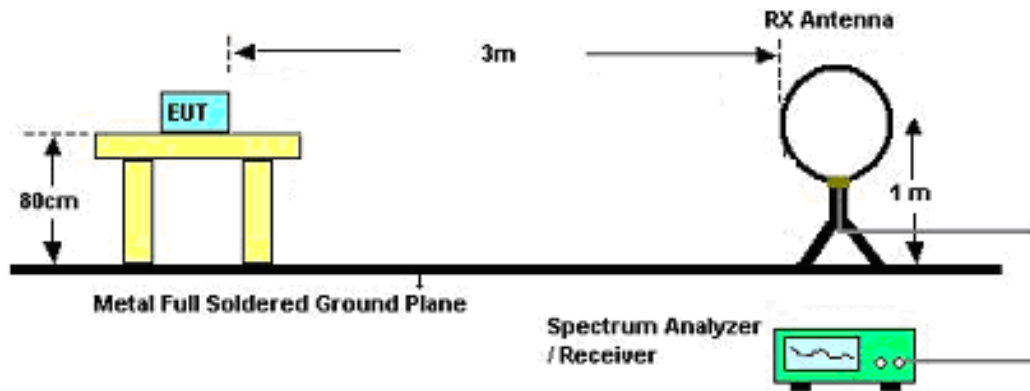 RX Antenna
3m
EUT
80cm
1 m
Metal Full Soldered Ground Plane
Spectrum Analyzer
/ Receiver